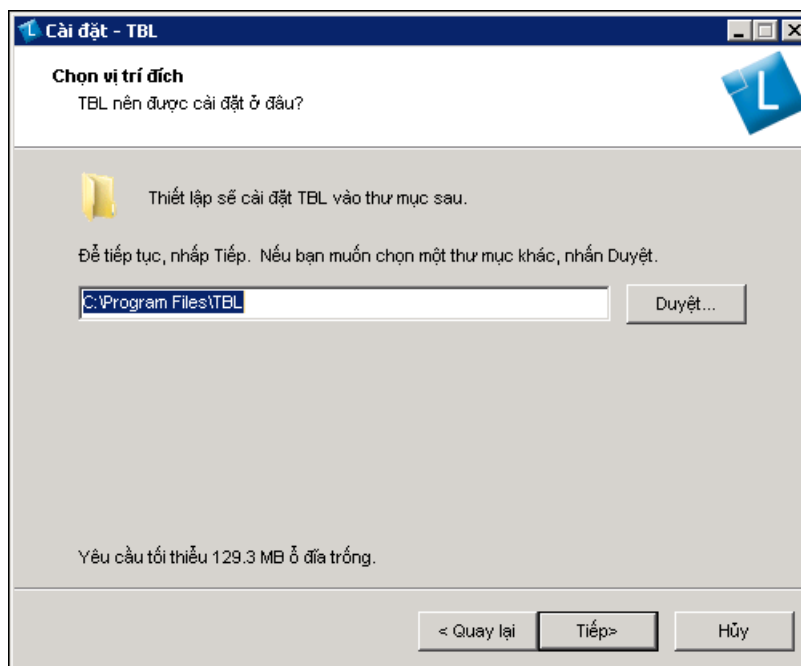 Cài đặt - TBL
Chọn vị trí đích
TBL nên được cài đặt ở đâu?
L
Thiết lập sẽ cài đặt TBL vào thư mục sau.
Để tiếp tục, nhấp Tiếp. Nếu bạn muốn chọn một thư mục khác, nhấn Duyệt.
C:\Program Files\TBL
Duyệt...
Yêu cầu tối thiểu 129.3 MB ổ đĩa trống.
< Quay lại
Tiếp>
Hủy